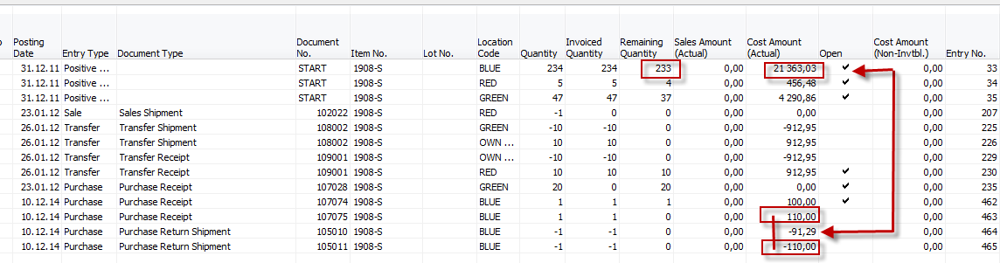 Posting Document Location Invoiced Remaining Sales Amount Cost Amount Cost Amount
Date Entry Type Document Type No. Item No. Lot No. Code Quantity Quantity Quantity (Actual) (Actual) Open (Non-Invtbl.) Entry No.
31.12.11 Positive ... START 1908-S BLUE 234 234 233 0,00 21 363,03 ✔ 0,00 33
31.12.11 Positive ... START 1908-S RED 5 5 4 0,00 456,48 ✔ 0,00 34
31.12.11 Positive ... START 1908-S GREEN 47 47 37 0,00 4 290,86 ✔ 0,00 35
23.01.12 Sale Sales Shipment 102022 1908-S RED -1 0 0 0,00 0,00 0,00 207
26.01.12 Transfer Transfer Shipment 108002 1908-S GREEN -10 -10 0 0,00 -912,95 0,00 225
26.01.12 Transfer Transfer Shipment 108002 1908-S OWN ... 10 10 0 0,00 912,95 0,00 226
26.01.12 Transfer Transfer Receipt 109001 1908-S OWN ... -10 -10 0 0,00 -912,95 0,00 229
26.01.12 Transfer Transfer Receipt 109001 1908-S RED 10 10 10 0,00 912,95 ✔ 0,00 230
23.01.12 Purchase Purchase Receipt 107028 1908-S GREEN 20 0 20 0,00 0,00 ✔ 0,00 235
10.12.14 Purchase Purchase Receipt 107074 1908-S BLUE 1 1 1 0,00 100,00 ✔ 0,00 462
10.12.14 Purchase Purchase Receipt 107075 1908-S BLUE 1 1 0 0,00 110,00 0,00 463
10.12.14 Purchase Purchase Return Shipment 105010 1908-S BLUE -1 -1 0 0,00 -91,29 0,00 464
10.12.14 Purchase Purchase Return Shipment 105011 1908-S BLUE -1 -1 0 0,00 -110,00 0,00 465